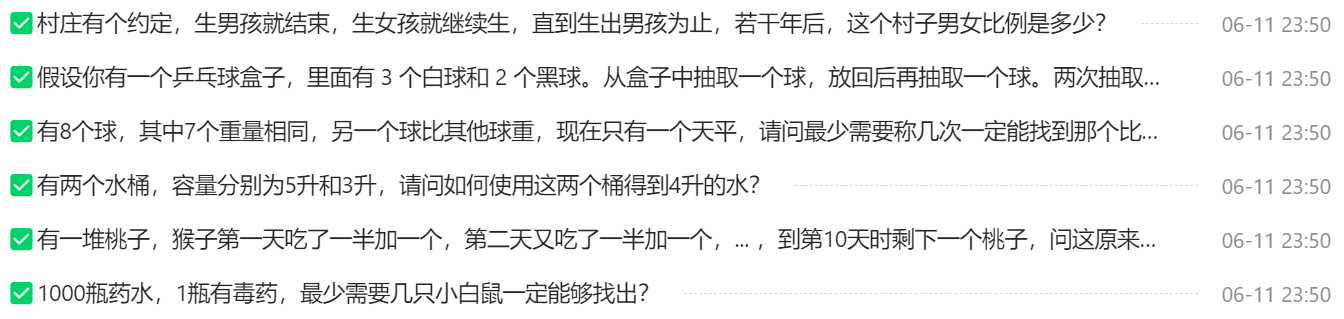 村庄有个约定，生男孩就结束，生女孩就继续生，直到生出男孩为止，若干年后，这个村子男女比例是多少？ 06-11 23:50
假设你有一个乒乓球盒子，里面有 3 个白球和 2 个黑球。从盒子中抽取一个球，放回后再抽取一个球。两次抽取... 06-11 23:50
有8个球，其中7个重量相同，另一个球比其他球重，现在只有一个天平，请问最少需要称几次一定能找到那个比... 06-11 23:50
有两个水桶，容量分别为5升和3升，请问如何使用这两个桶得到4升的水？ 06-11 23:50
有一堆桃子，猴子第一天吃了一半加一个，第二天又吃了一半加一个，... ，到第10天时剩下一个桃子，问这原来... 06-11 23:50
1000瓶药水，1瓶有毒药，最少需要几只小白鼠一定能够找出？ 06-11 23:50